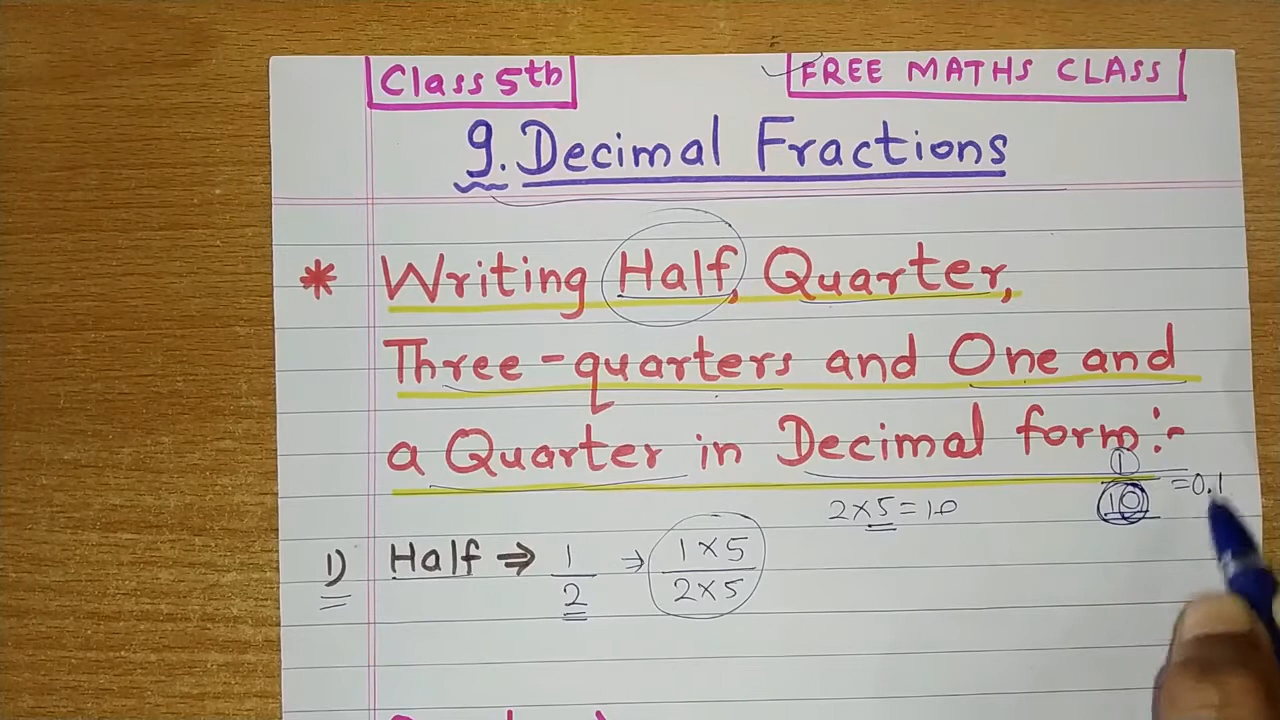 Class 5th
FREE MATHS CLASS
9. Decimal Fractions
* Writing Half, Quarter,
Three-quarters and One and
a Quarter in Decimal form:-
1/10 = 0.1
2×5=10
1) Half ⇒ 1/2 → 1×5/2×5